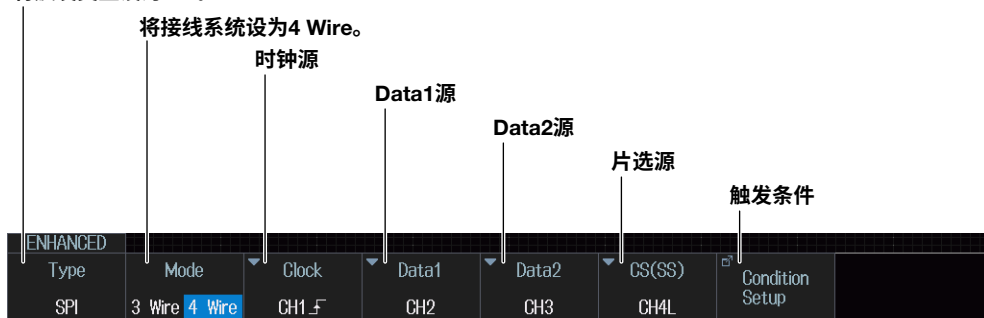 将接线系统设为4 Wire。
时钟源
Data1源
Data2源
片选源
触发条件
ENHANCED
Type Mode Clock Data1 Data2 CS(SS) Condition Setup
SPI 3 Wire 4 Wire CH1 CH2 CH3 CH4L